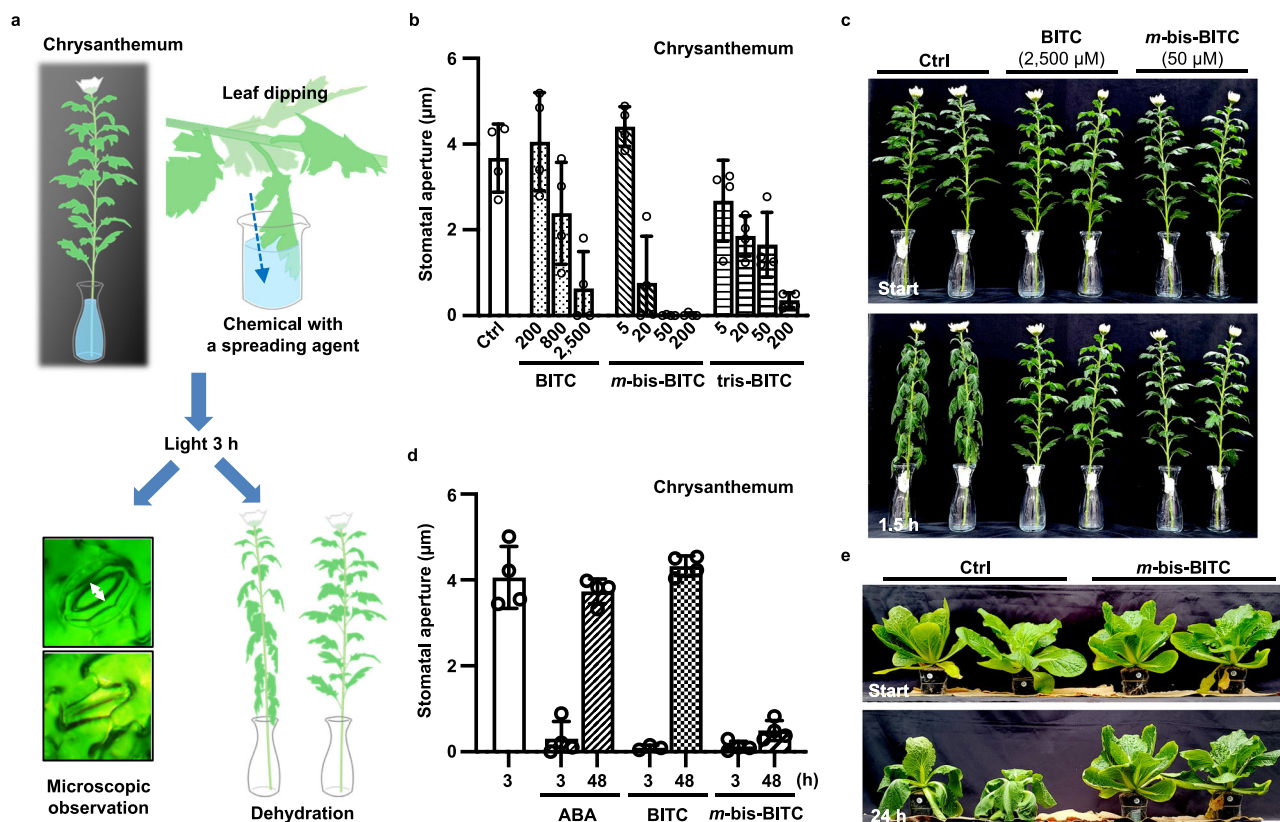 a
Chrysanthemum
Leaf dipping
Chemical with
a spreading agent
Light 3 h
Microscopic
observation
Dehydration
b
Chrysanthemum
Stomatal aperture (µm)
6
4
2
0
Ctrl
200
800
2,500
5
20
50
200
5
20
50
200
BITC
m-bis-BITC
tris-BITC
c
Ctrl
BITC
(2,500 µM)
m-bis-BITC
(50 µM)
Start
1.5 h
d
Chrysanthemum
Stomatal aperture (µm)
6
4
2
0
3 3 48 3 48 3 48 (h)
ABA BITC m-bis-BITC
e
Ctrl
m-bis-BITC
Start
24 h